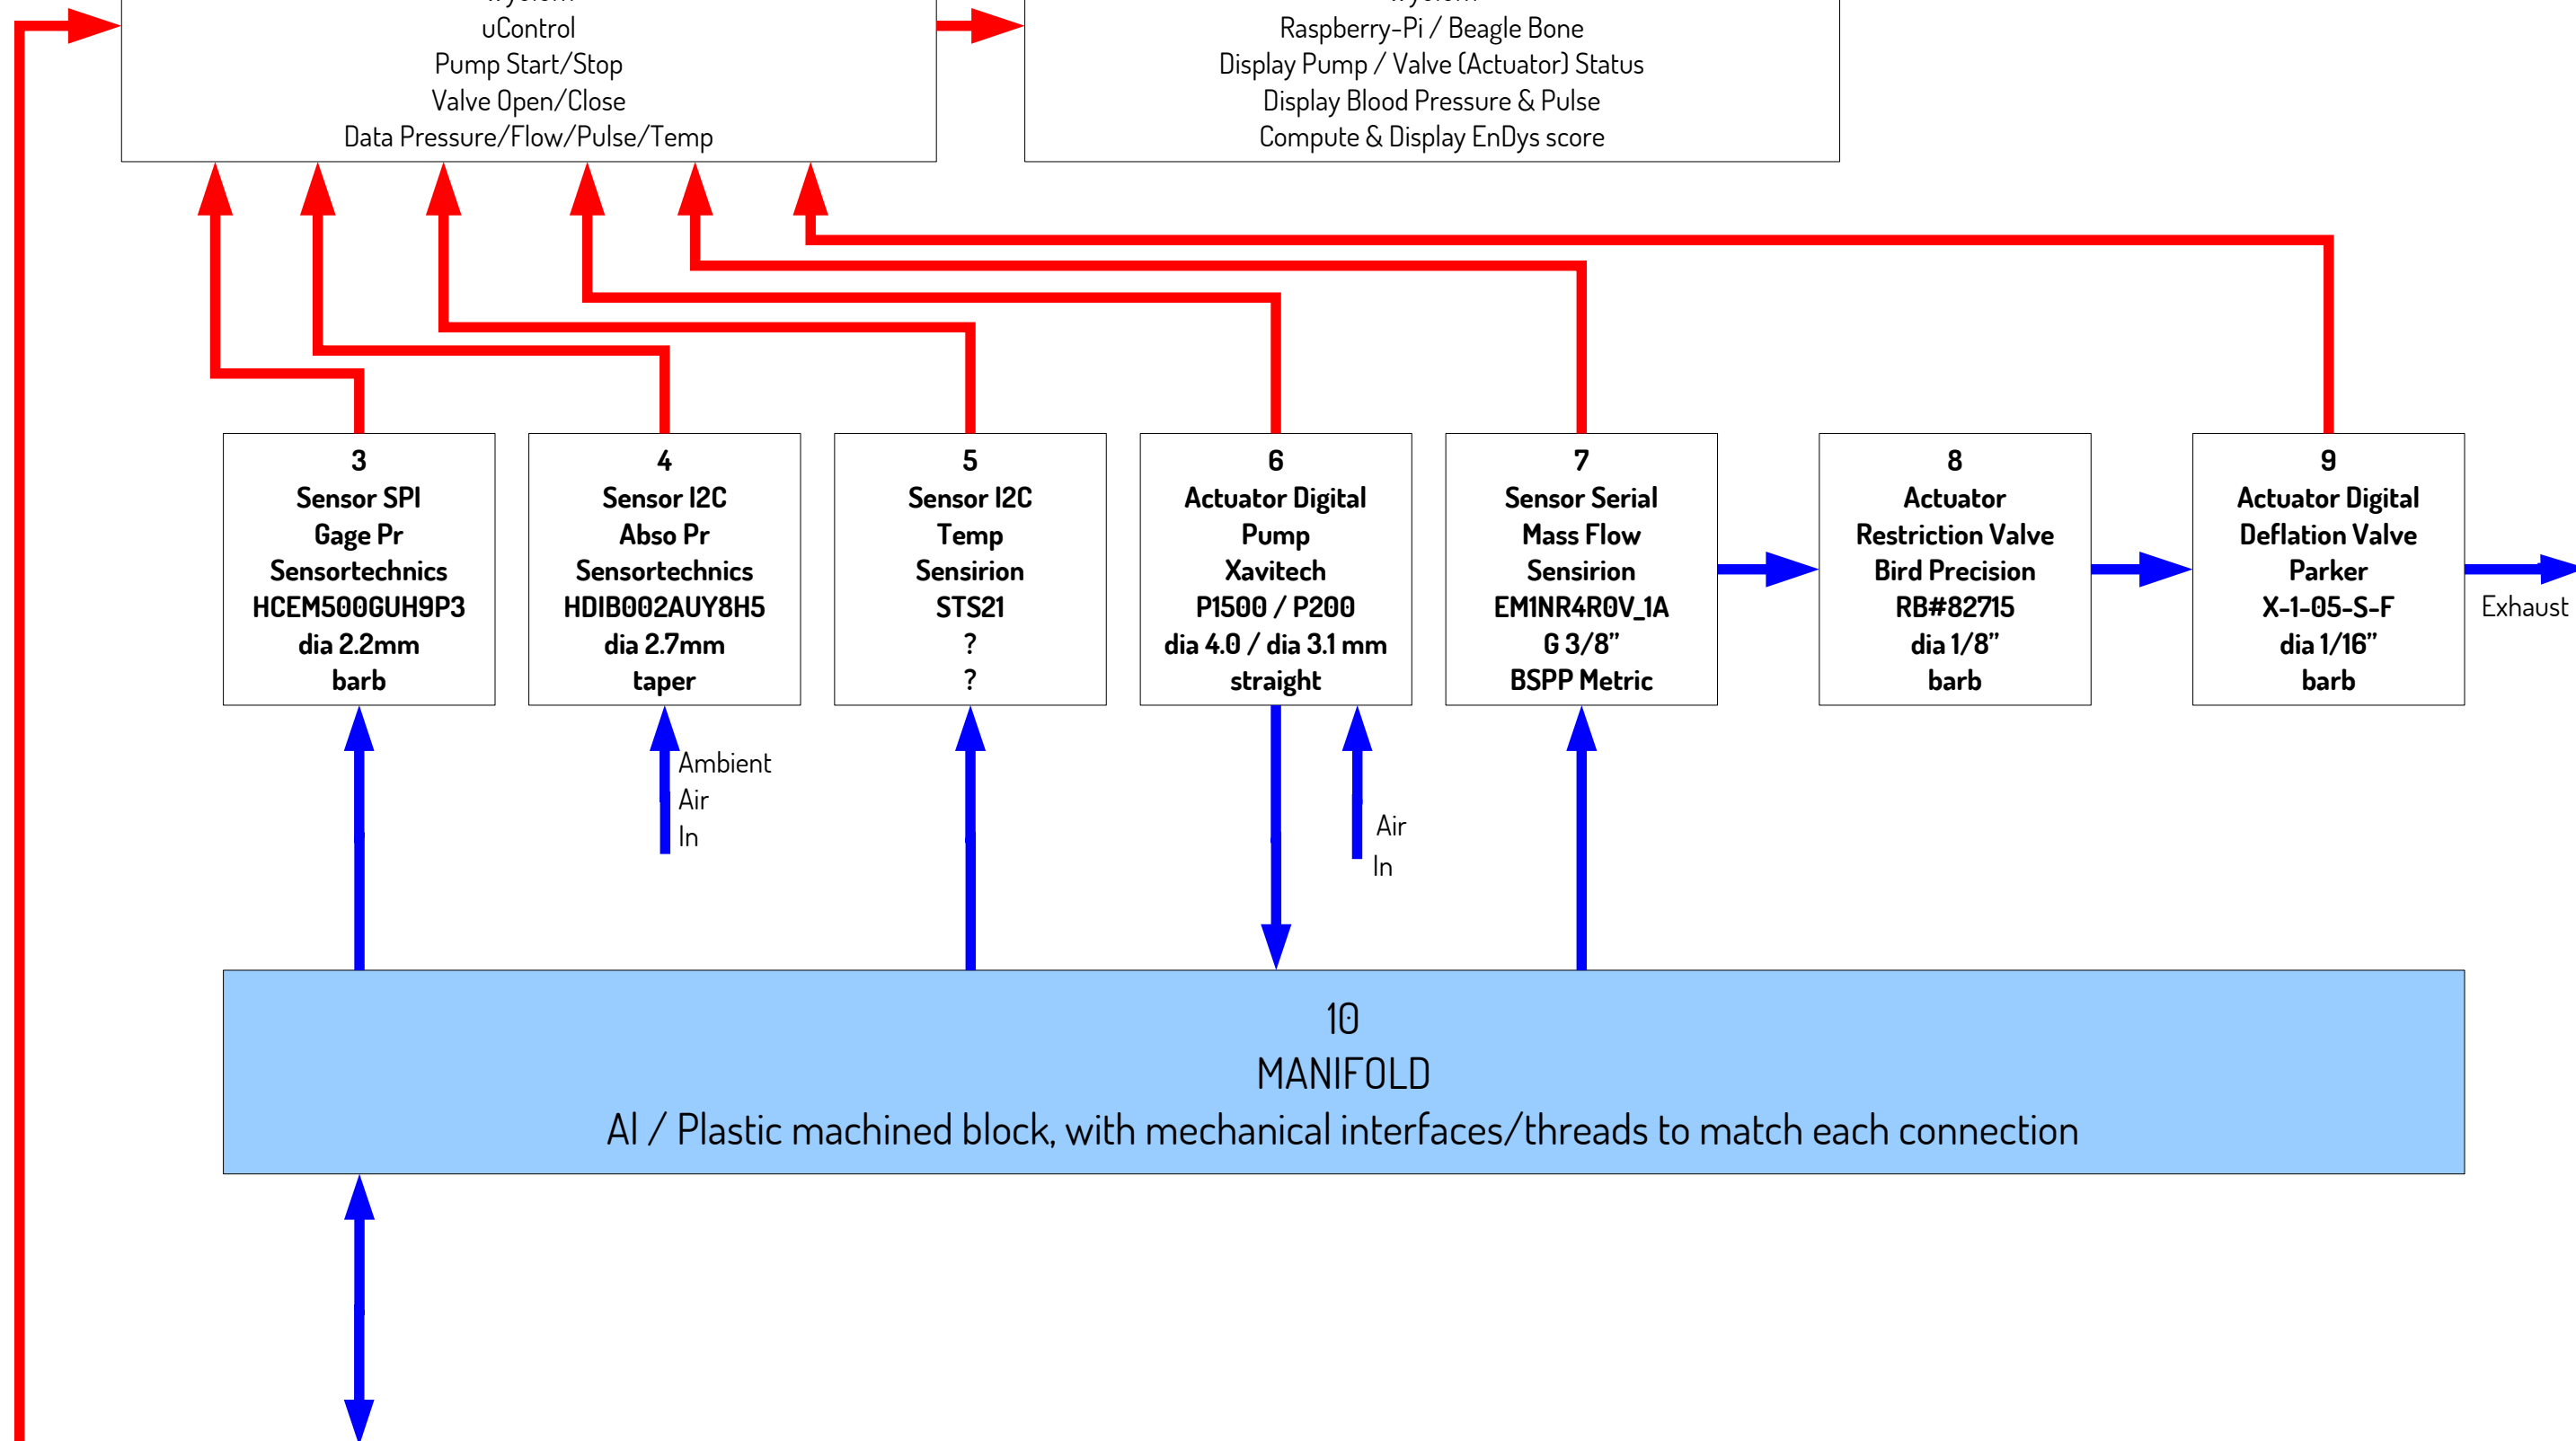 uControl
Pump Start/Stop
Valve Open/Close
Data Pressure/Flow/Pulse/Temp
Raspberry-Pi / Beagle Bone
Display Pump / Valve (Actuator) Status
Display Blood Pressure & Pulse
Compute & Display EnDys score
3
Sensor SPI
Gage Pr
Sensortechnics
HCEM500GUH9P3
dia 2.2mm
barb
4
Sensor I2C
Abso Pr
Sensortechnics
HDIB002AUY8H5
dia 2.7mm
taper
5
Sensor I2C
Temp
Sensirion
STS21
?
?
6
Actuator Digital
Pump
Xavitech
P1500 / P200
dia 4.0 / dia 3.1 mm
straight
7
Sensor Serial
Mass Flow
Sensirion
EM1NR4R0V_1A
G 3/8”
BSPP Metric
8
Actuator
Restriction Valve
Bird Precision
RB#82715
dia 1/8”
barb
9
Actuator Digital
Deflation Valve
Parker
X-1-05-S-F
dia 1/16”
barb
Exhaust
Ambient
Air
In
Air
In
10
MANIFOLD
Al / Plastic machined block, with mechanical interfaces/threads to match each connection